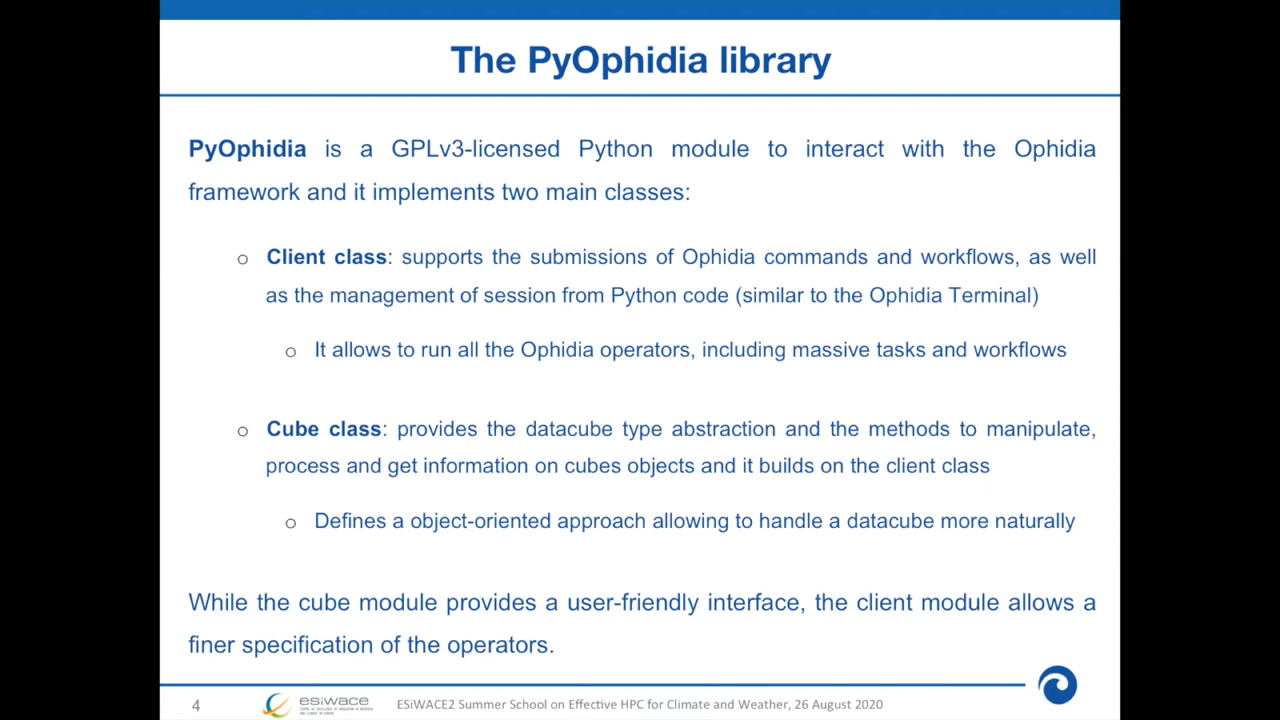 The PyOphidia library
PyOphidia is a GPLv3-licensed Python module to interact with the Ophidia
framework and it implements two main classes:
o Client class: supports the submissions of Ophidia commands and workflows, as well
as the management of session from Python code (similar to the Ophidia Terminal)
o It allows to run all the Ophidia operators, including massive tasks and workflows
o Cube class: provides the datacube type abstraction and the methods to manipulate,
process and get information on cubes objects and it builds on the client class
o Defines a object-oriented approach allowing to handle a datacube more naturally
While the cube module provides a user-friendly interface, the client module allows a
finer specification of the operators.
4
esiwace
ESiWACE2 Summer School on Effective HPC for Climate and Weather, 26 August 2020